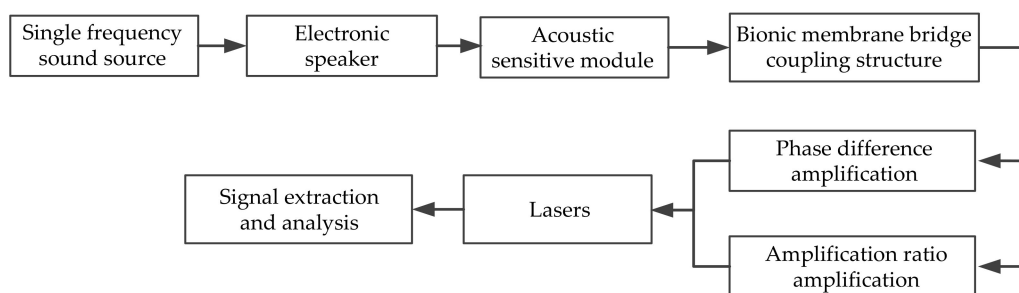 Single frequency
sound source
Electronic
speaker
Acoustic
sensitive module
Bionic membrane bridge
coupling structure
Phase difference
amplification
Amplification ratio
amplification
Lasers
Signal extraction
and analysis